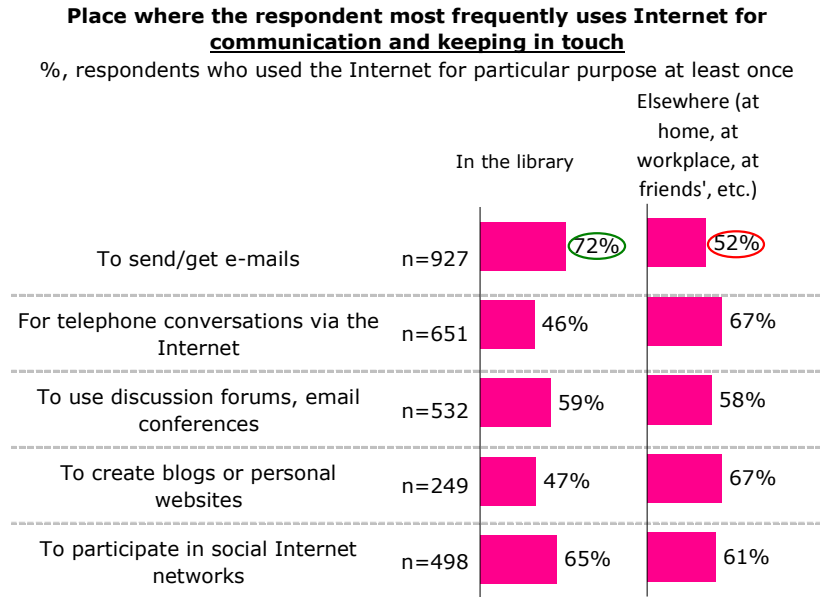 Place where the respondent most frequently uses Internet for
communication and keeping in touch
%, respondents who used the Internet for particular purpose at least once
In the library
Elsewhere (at
home, at
workplace, at
friends', etc.)
To send/get e-mails n=927 72% 52%
For telephone conversations via the
Internet
n=651 46% 67%
To use discussion forums, email
conferences
n=532 59% 58%
To create blogs or personal
websites
n=249 47% 67%
To participate in social Internet
networks
n=498 65% 61%